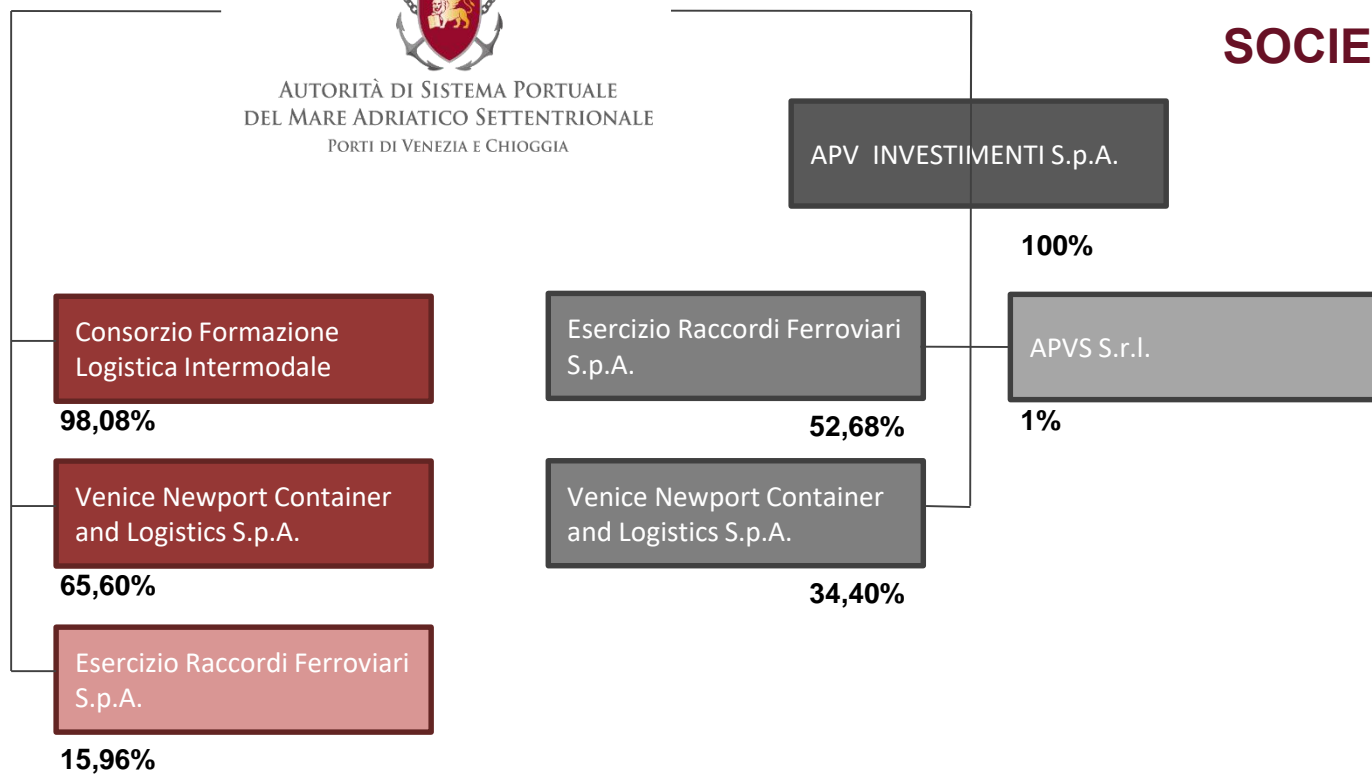 SOCIE
AUTORITÀ DI SISTEMA PORTUALE
DEL MARE ADRIATICO SETTENTRIONALE
PORTI DI VENEZIA E CHIOGGIA
APV INVESTIMENTI S.p.A.
100%
Consorzio Formazione
Logistica Intermodale
98,08%
Venice Newport Container
and Logistics S.p.A.
65,60%
Esercizio Raccordi Ferroviari
S.p.A.
15,96%
Esercizio Raccordi Ferroviari
S.p.A.
52,68%
Venice Newport Container
and Logistics S.p.A.
34,40%
APVS S.r.l.
1%